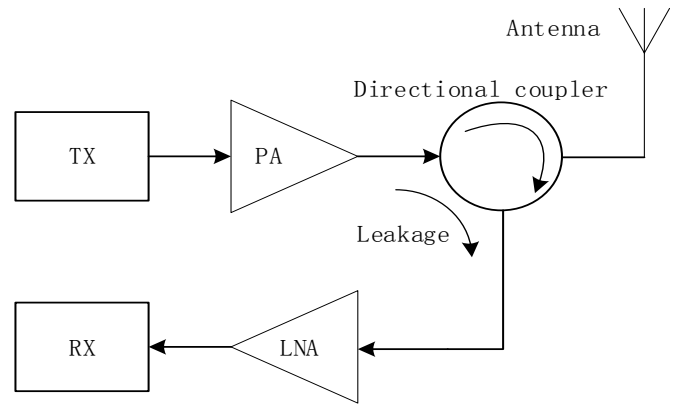 Antenna
Directional coupler
TX
PA
Leakage
RX
LNA